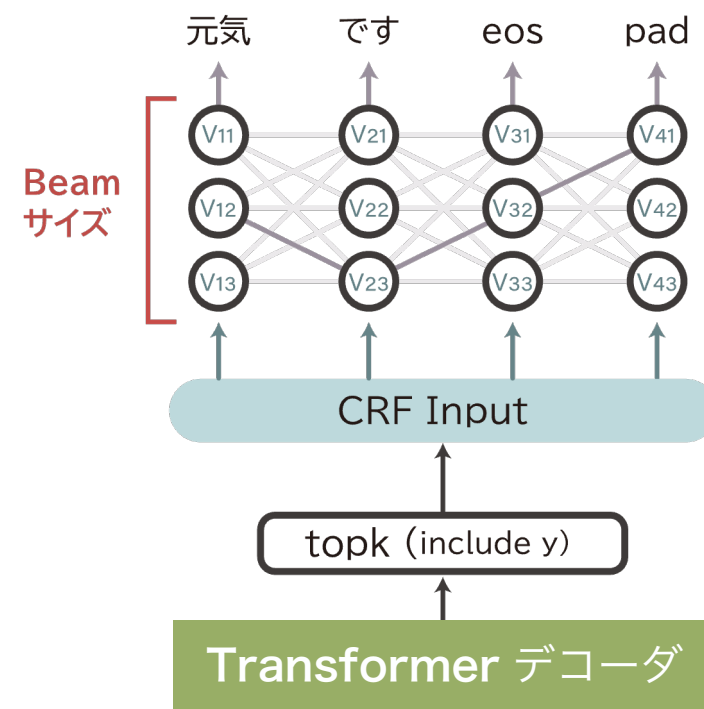 元気 です eos pad
V11 V21 V31 V41
Beam
サイズ
V12 V22 V32 V42
V13 V23 V33 V43
CRF Input
topk (include y)
Transformer デコーダ